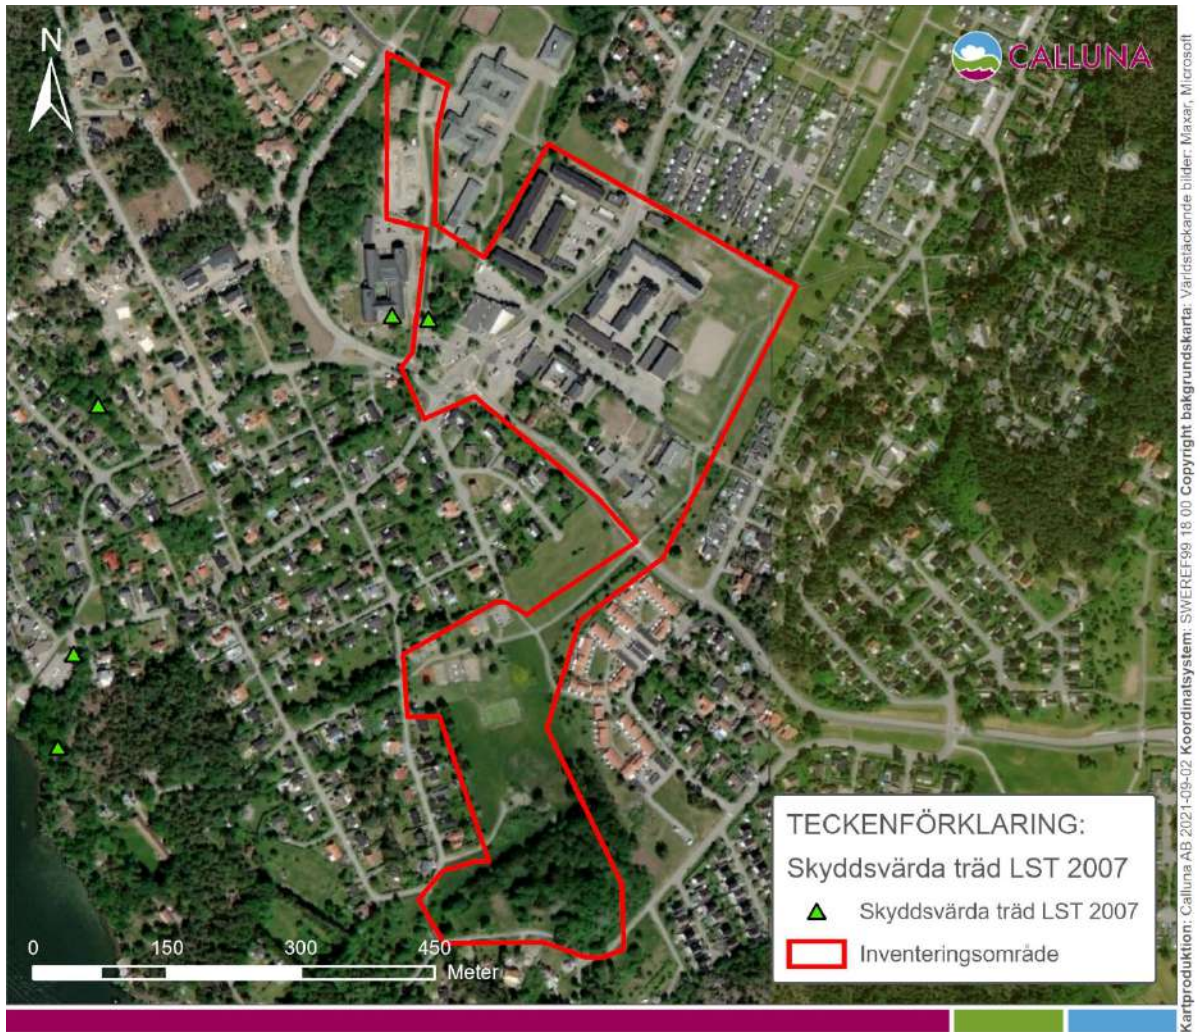 N
CALLUNA
TECKENFÖRKLARING:
Skyddsvärda träd LST 2007
Skyddsvärda träd LST 2007
Inventeringsområde
0 150 300 450
Meter
Kartproduktion: Calluna AB 2021-09-02 Koordinatsystem: SWEREF99 18 00 Copyright bakgrundskarta: Världstäckande bilder: Maxar, Microsoft